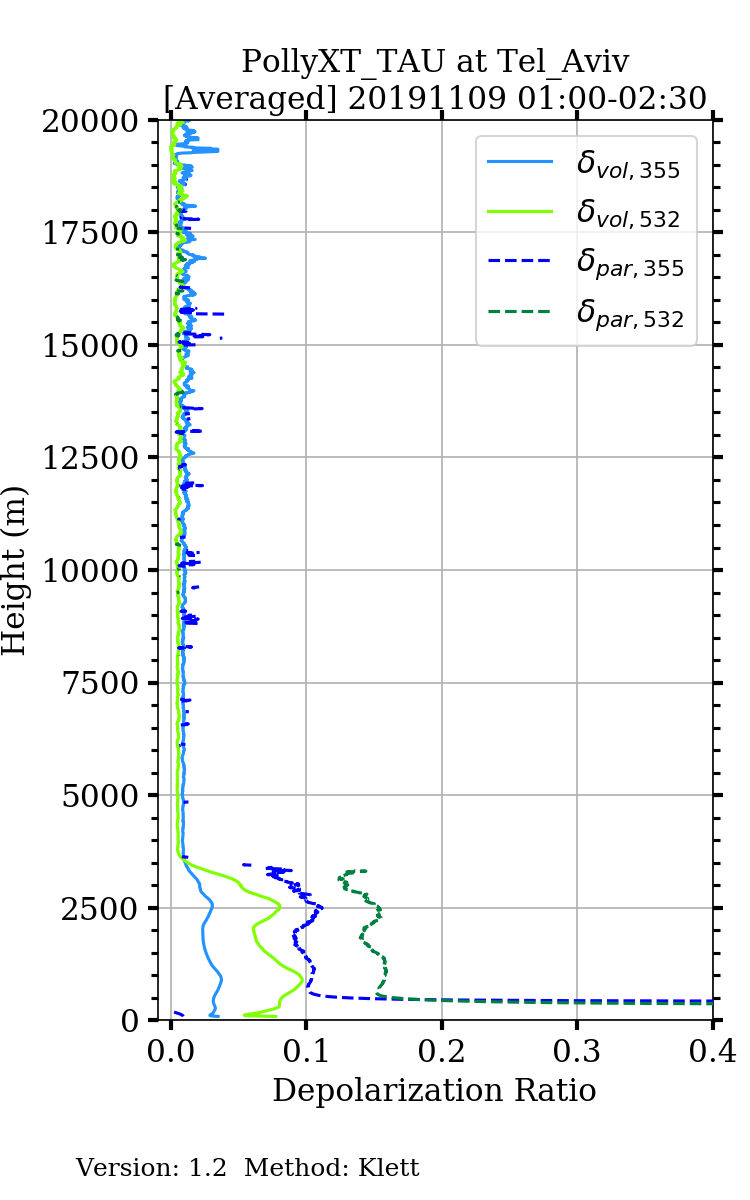 PollyXT_TAU at Tel_Aviv
[Averaged] 20191109 01:00-02:30
20000
17500
15000
12500
10000
7500
5000
2500
0
Height (m)
δvol, 355
δvol, 532
δpar, 355
δpar, 532
0.0 0.1 0.2 0.3 0.4
Depolarization Ratio
Version: 1.2 Method: Klett